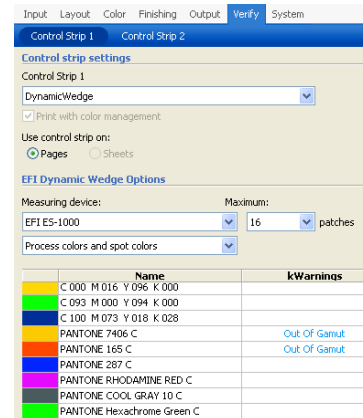 Input Layout Color Finishing Output Verify System
Control Strip 1 Control Strip 2
Control strip settings
Control Strip 1
DynamicWedge
Print with color management
Use control strip on:
Pages Sheets
EFI Dynamic Wedge Options
Measuring device: Maximum:
EFI ES-1000 16 patches
Process colors and spot colors
Name kWarnings
C 000 M 016 Y 096 K 000
C 093 M 000 Y 094 K 000
C 100 M 073 Y 018 K 028
PANTONE 7406 C Out Of Gamut
PANTONE 165 C Out Of Gamut
PANTONE 287 C
PANTONE RHODAMINE RED C
PANTONE COOL GRAY 10 C
PANTONE Hexachrome Green C